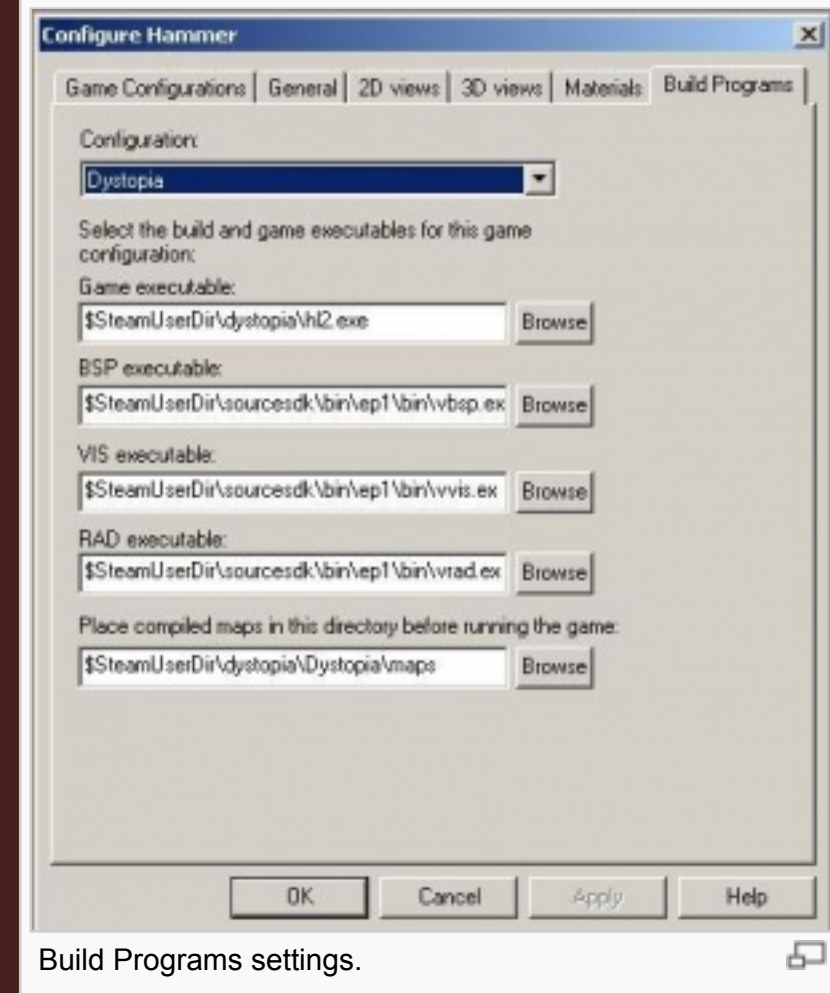 Configure Hammer
Game Configurations General 2D views 3D views Materials Build Programs
Configuration:
Dystopia
Select the build and game executables for this game
configuration:
Game executable:
$SteamUserDir\dystopia\hl2.exe Browse
BSP executable:
$SteamUserDir\sourcesdk\bin\ep1\bin\vbsp.ex Browse
VIS executable:
$SteamUserDir\sourcesdk\bin\ep1\bin\vvis.ex Browse
RAD executable:
$SteamUserDir\sourcesdk\bin\ep1\bin\vrad.ex Browse
Place compiled maps in this directory before running the game:
$SteamUserDir\dystopia\Dystopia\maps Browse
OK Cancel Apply Help
Build Programs settings.